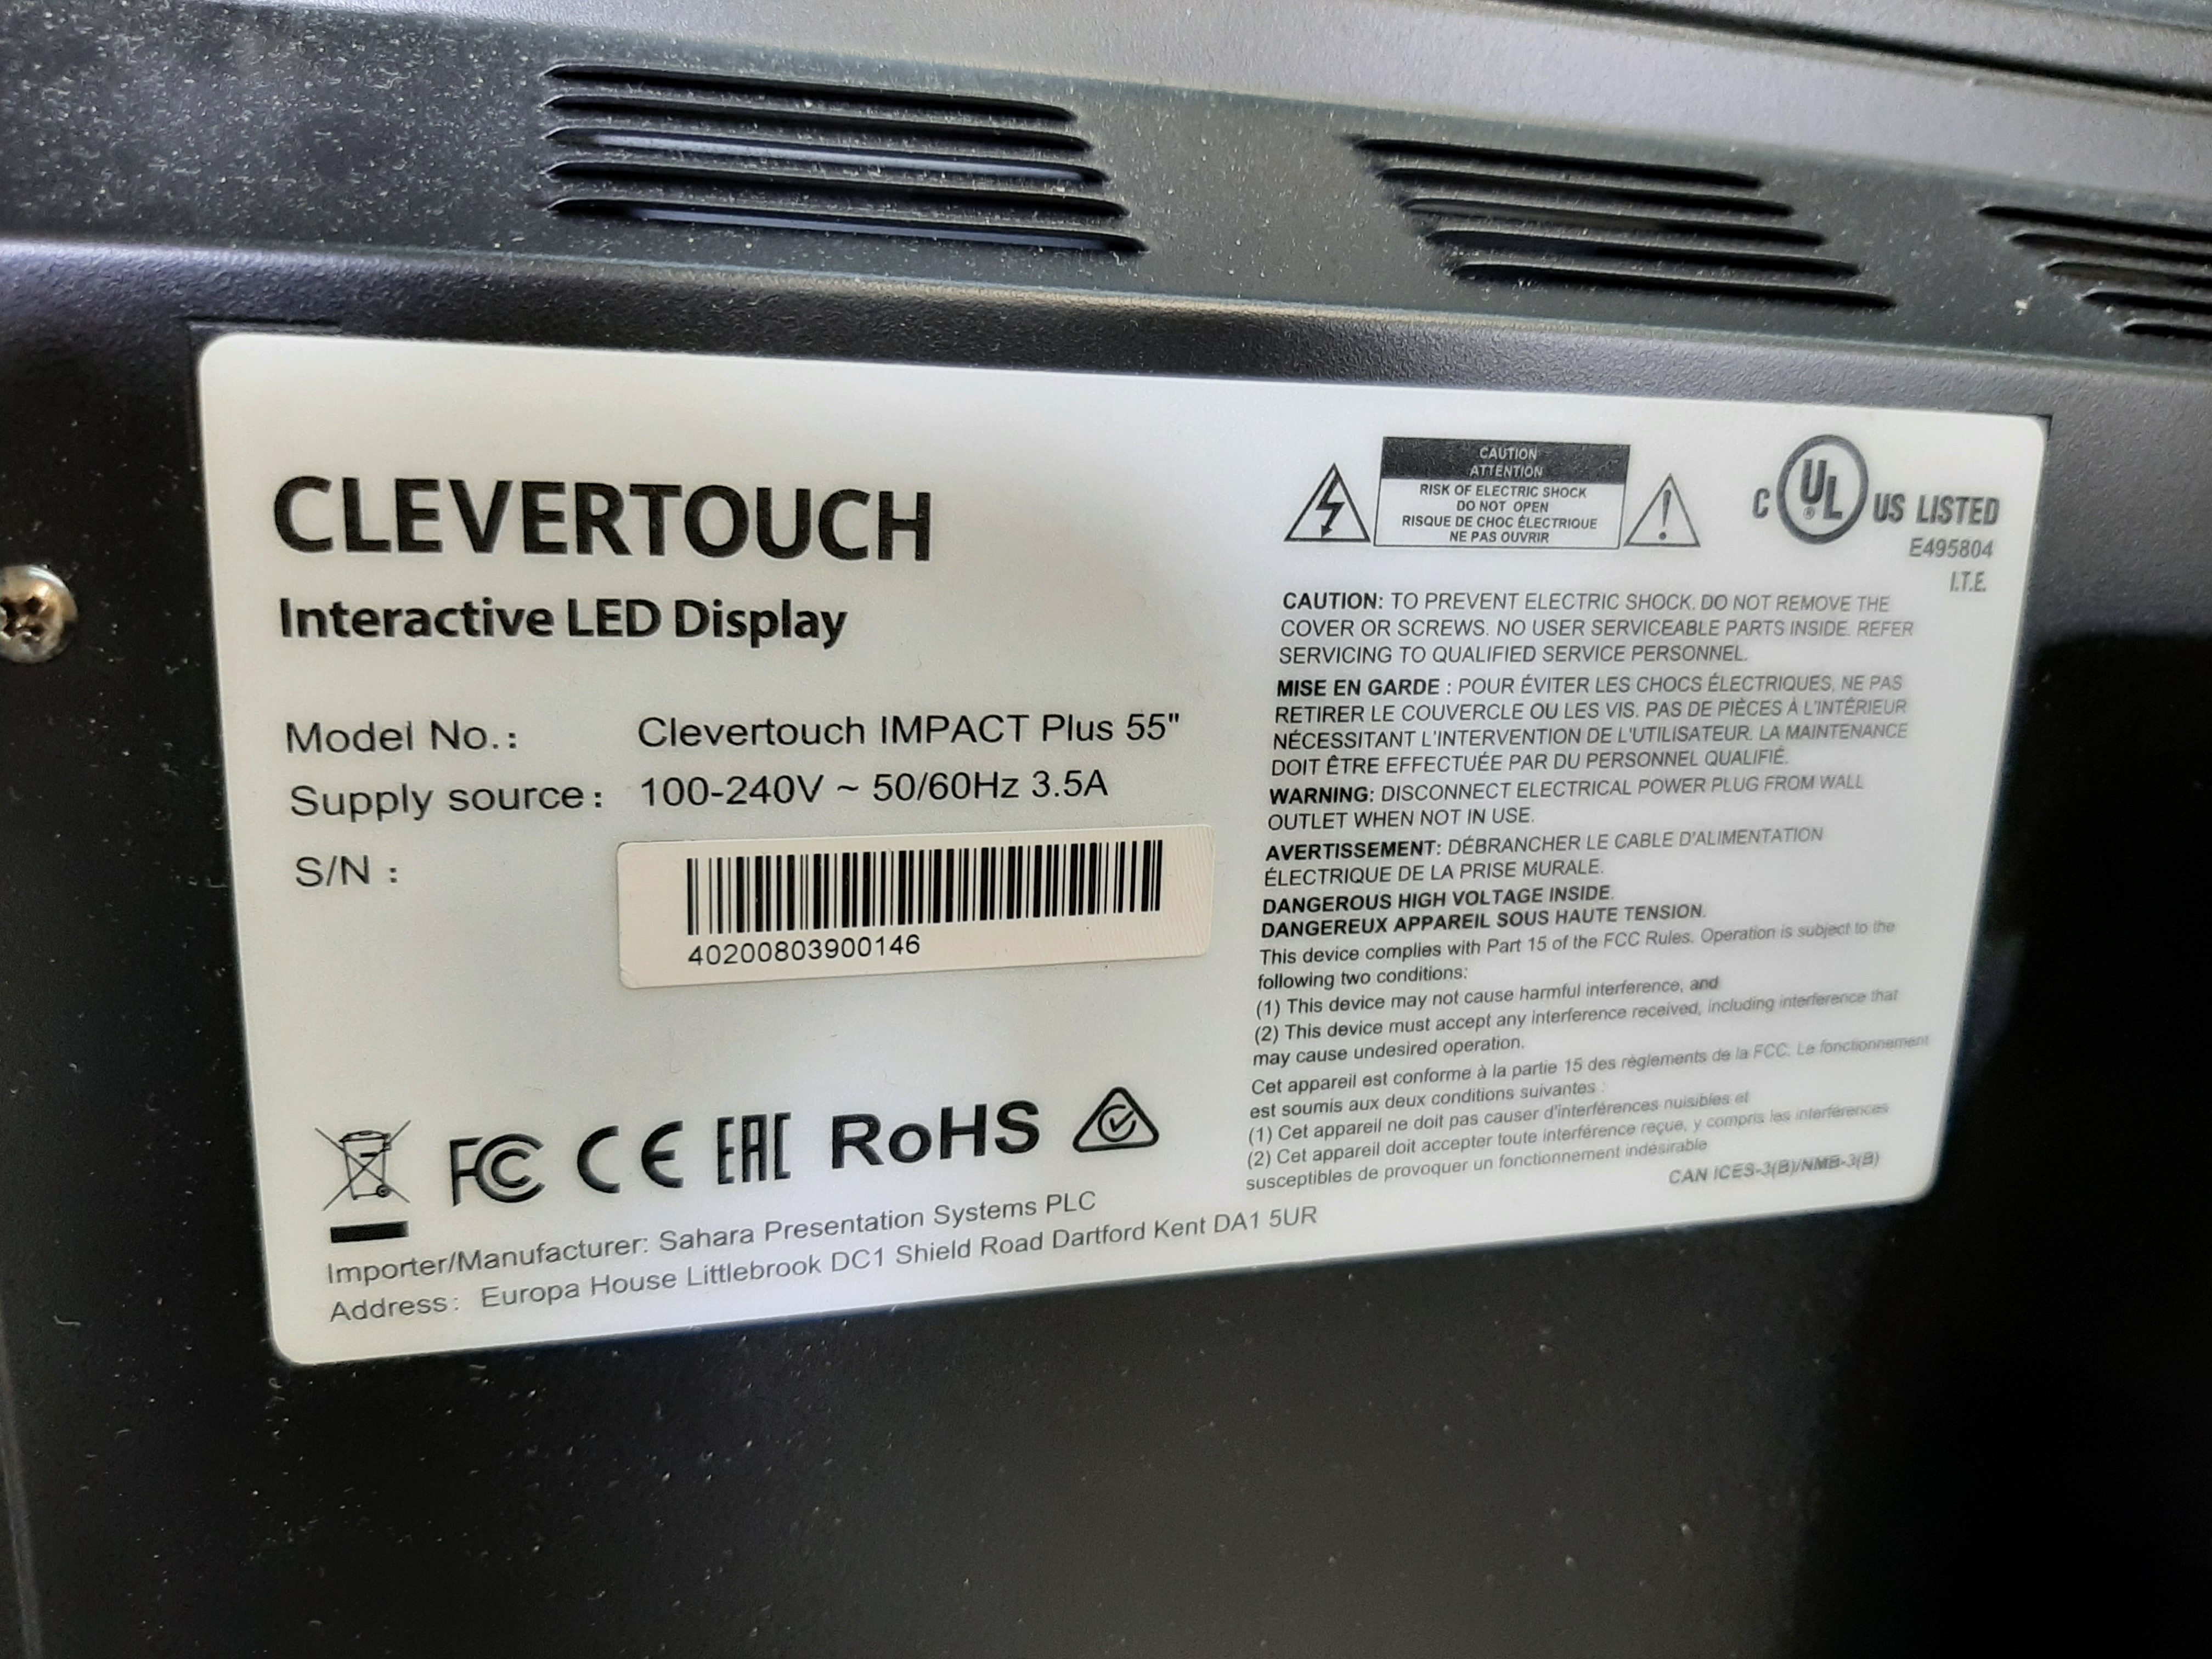 CLEVERTOUCH
Interactive LED Display
Model No.: Clevertouch IMPACT Plus 55"
Supply source: 100-240V ~ 50/60Hz 3.5A
S/N :
40200803900146
FC CE EAC RoHS
Importer/Manufacturer: Sahara Presentation Systems PLC
Address: Europa House Littlebrook DC1 Shield Road Dartford Kent DA1 5UR
CAUTION
ATTENTION
RISK OF ELECTRIC SHOCK
DO NOT OPEN
RISQUE DE CHOC ÉLECTRIQUE
NE PAS OUVRIR
C UL® US LISTED
E495804
I.T.E.
CAUTION: TO PREVENT ELECTRIC SHOCK. DO NOT REMOVE THE
COVER OR SCREWS. NO USER SERVICEABLE PARTS INSIDE. REFER
SERVICING TO QUALIFIED SERVICE PERSONNEL.
MISE EN GARDE : POUR ÉVITER LES CHOCS ÉLECTRIQUES, NE PAS
RETIRER LE COUVERCLE OU LES VIS. PAS DE PIÈCES À L'INTÉRIEUR
NÉCESSITANT L'INTERVENTION DE L'UTILISATEUR. LA MAINTENANCE
DOIT ÊTRE EFFECTUÉE PAR DU PERSONNEL QUALIFIÉ.
WARNING: DISCONNECT ELECTRICAL POWER PLUG FROM WALL
OUTLET WHEN NOT IN USE.
AVERTISSEMENT: DÉBRANCHER LE CABLE D'ALIMENTATION
ÉLECTRIQUE DE LA PRISE MURALE.
DANGEROUS HIGH VOLTAGE INSIDE.
DANGEREUX APPAREIL SOUS HAUTE TENSION.
This device complies with Part 15 of the FCC Rules. Operation is subject to the
following two conditions:
(1) This device may not cause harmful interference, and
(2) This device must accept any interference received, including interference that
may cause undesired operation.
Cet appareil est conforme à la partie 15 des règlements de la FCC. Le fonctionnement
est soumis aux deux conditions suivantes :
(1) Cet appareil ne doit pas causer d'interférences nuisibles et
(2) Cet appareil doit accepter toute interférence reçue, y compris les interférences
susceptibles de provoquer un fonctionnement indésirable
CAN ICES-3(B)/NMB-3(B)